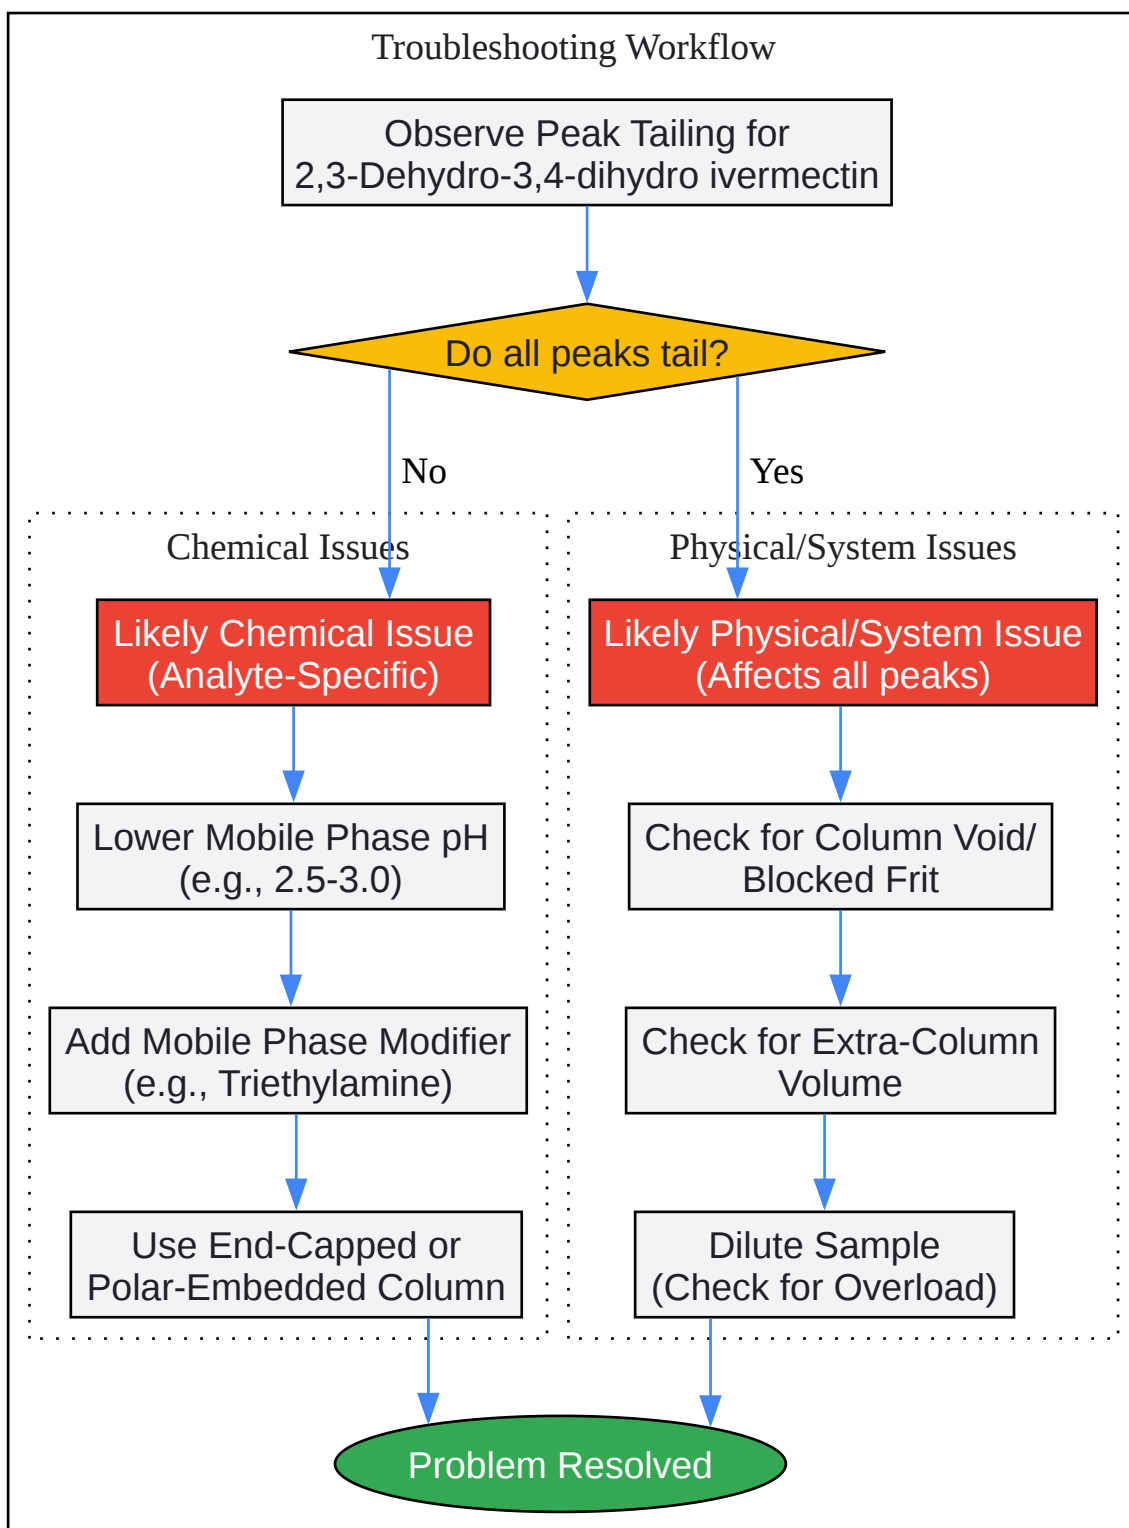 Troubleshooting Workflow
Observe Peak Tailing for
2,3-Dehydro-3,4-dihydro ivermectin
Do all peaks tail?
No
Yes
Chemical Issues
Likely Chemical Issue
(Analyte-Specific)
Lower Mobile Phase pH
(e.g., 2.5-3.0)
Add Mobile Phase Modifier
(e.g., Triethylamine)
Use End-Capped or
Polar-Embedded Column
Physical/System Issues
Likely Physical/System Issue
(Affects all peaks)
Check for Column Void/
Blocked Frit
Check for Extra-Column
Volume
Dilute Sample
(Check for Overload)
Problem Resolved